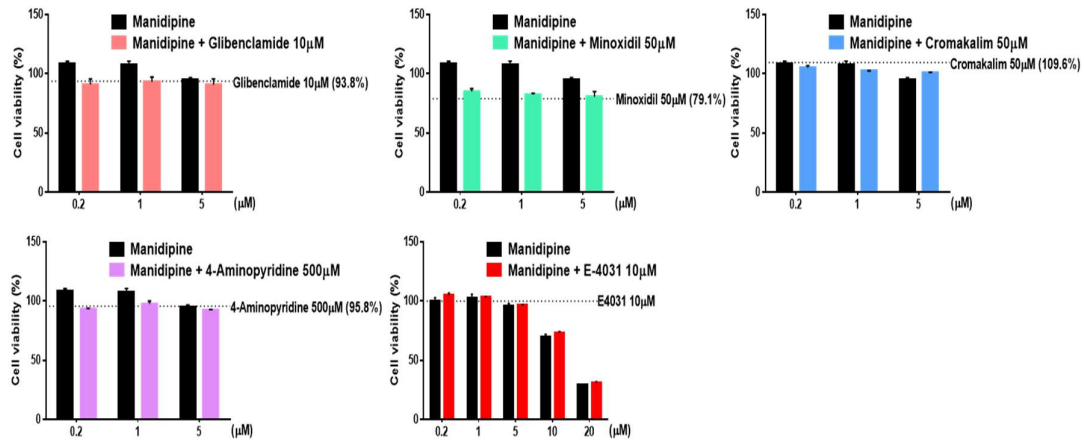 Manidipine
Manidipine + Glibenclamide 10μM
Cell viability (%)
150
100
50
0
Glibenclamide 10μM (93.8%)
0.2 1 5 (μM)
Manidipine
Manidipine + Minoxidil 50μM
Cell viability (%)
150
100
50
0
Minoxidil 50μM (79.1%)
0.2 1 5 (μM)
Manidipine
Manidipine + Cromakalim 50μM
Cell viability (%)
150
100
50
0
Cromakalim 50μM (109.6%)
0.2 1 5 (μM)
Manidipine
Manidipine + 4-Aminopyridine 500μM
Cell viability (%)
150
100
50
0
4-Aminopyridine 500μM (95.8%)
0.2 1 5 (μM)
Manidipine
Manidipine + E-4031 10μM
Cell viability (%)
150
100
50
0
E4031 10μM
0.2 1 5 10 20 (μM)